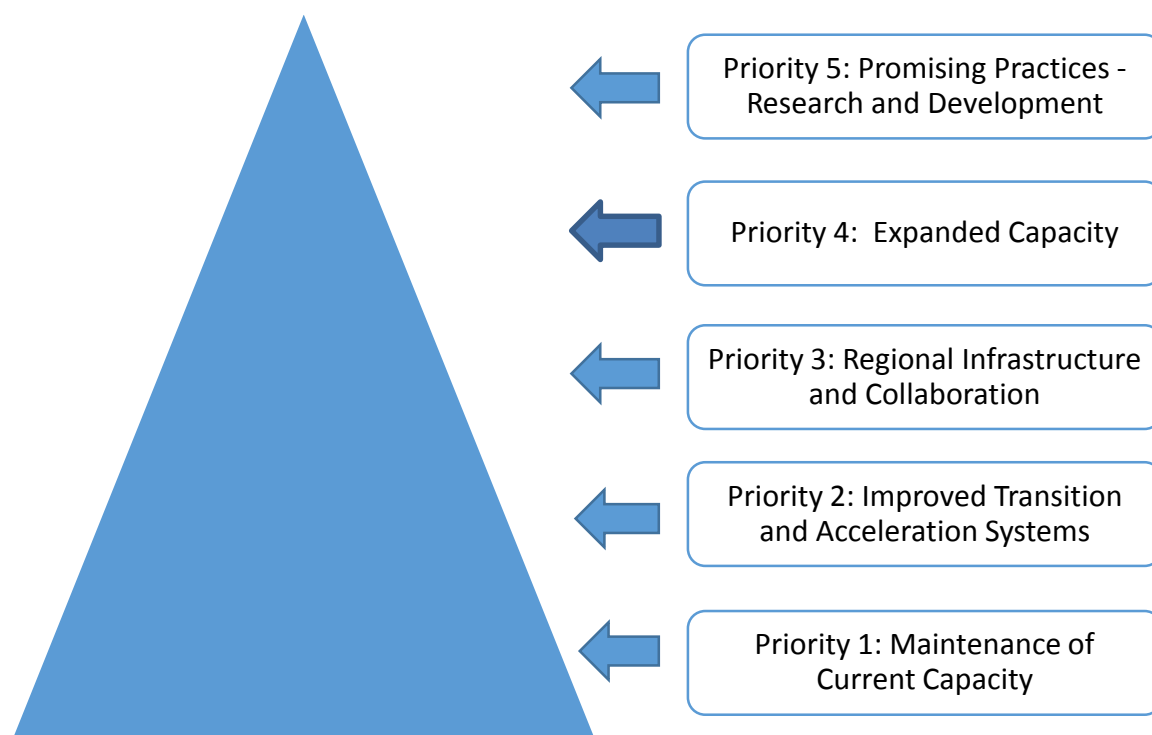 Priority 5: Promising Practices -
Research and Development
Priority 4:  Expanded Capacity
Priority 3: Regional Infrastructure
and Collaboration
Priority 2: Improved Transition
and Acceleration Systems
Priority 1: Maintenance of
Current Capacity